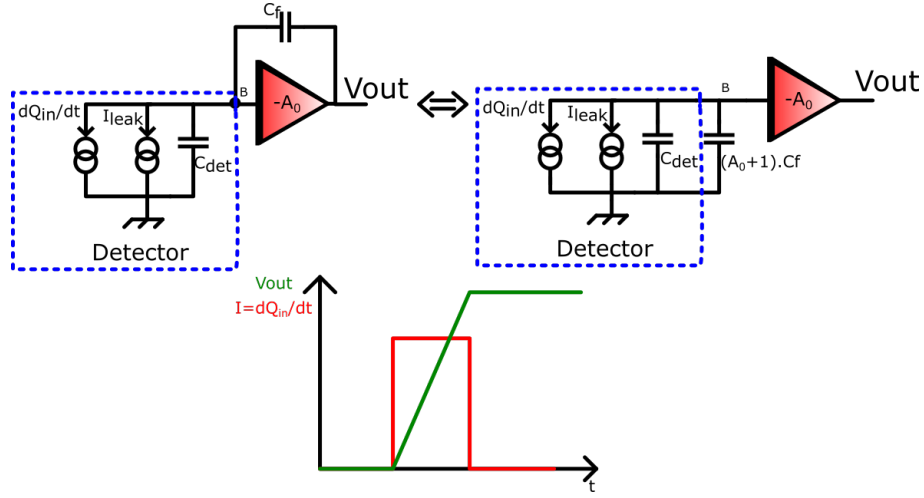 Cf
B
-A0
Vout
dQin/dt
Ileak
Cdet
Detector
B
-A0
Vout
dQin/dt
Ileak
Cdet
(A0+1).Cf
Detector
Vout
I=dQin/dt
t